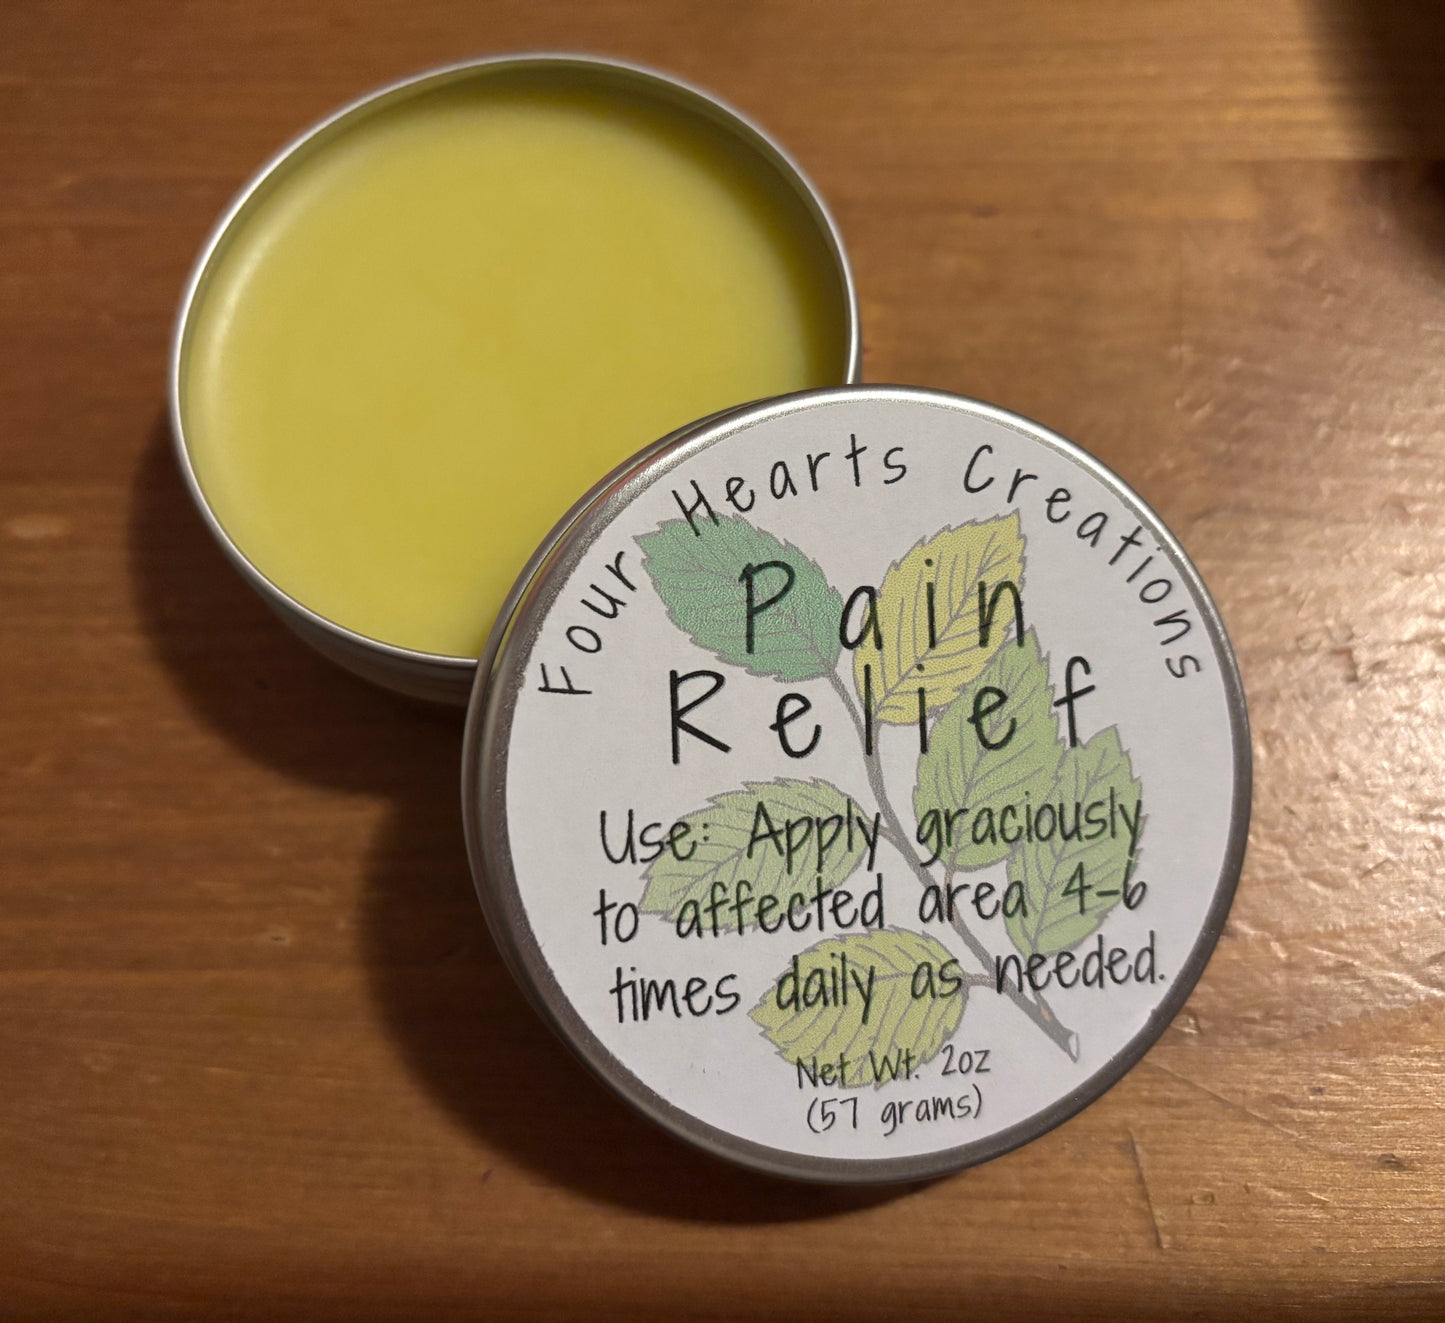 Four Hearts Creations
Pain
Relief
Use: Apply graciously
to affected area 4-6
times daily as needed.
Net Wt. 2oz
(57 grams)